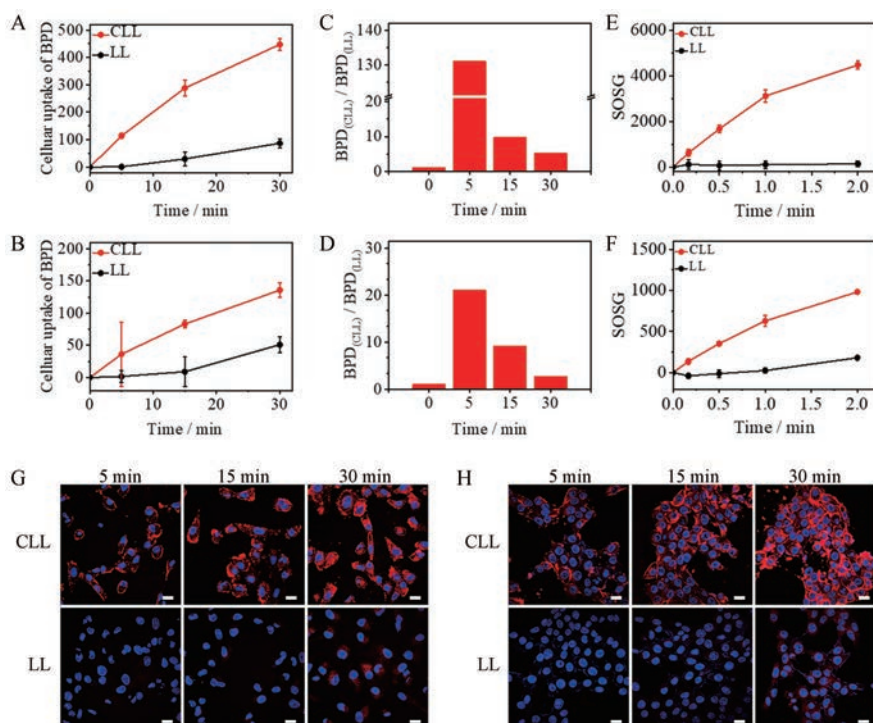 A
CLL
LL
Celluar uptake of BPD
500
400
300
200
100
0
0 10 20 30
Time / min
C
BPD(CLL) / BPD(LL)
140
130
20
10
0
0 5 15 30
Time / min
E
CLL
LL
SOSG
6000
4000
2000
0
0.0 0.5 1.0 2.0
Time / min
B
CLL
LL
Celluar uptake of BPD
200
150
100
50
0
0 10 20 30
Time / min
D
BPD(CLL) / BPD(LL)
30
20
10
0
0 5 15 30
Time / min
F
CLL
LL
SOSG
1500
1000
500
0
0.0 0.5 1.0 2.0
Time / min
G
5 min 15 min 30 min
CLL
LL
H
5 min 15 min 30 min
CLL
LL